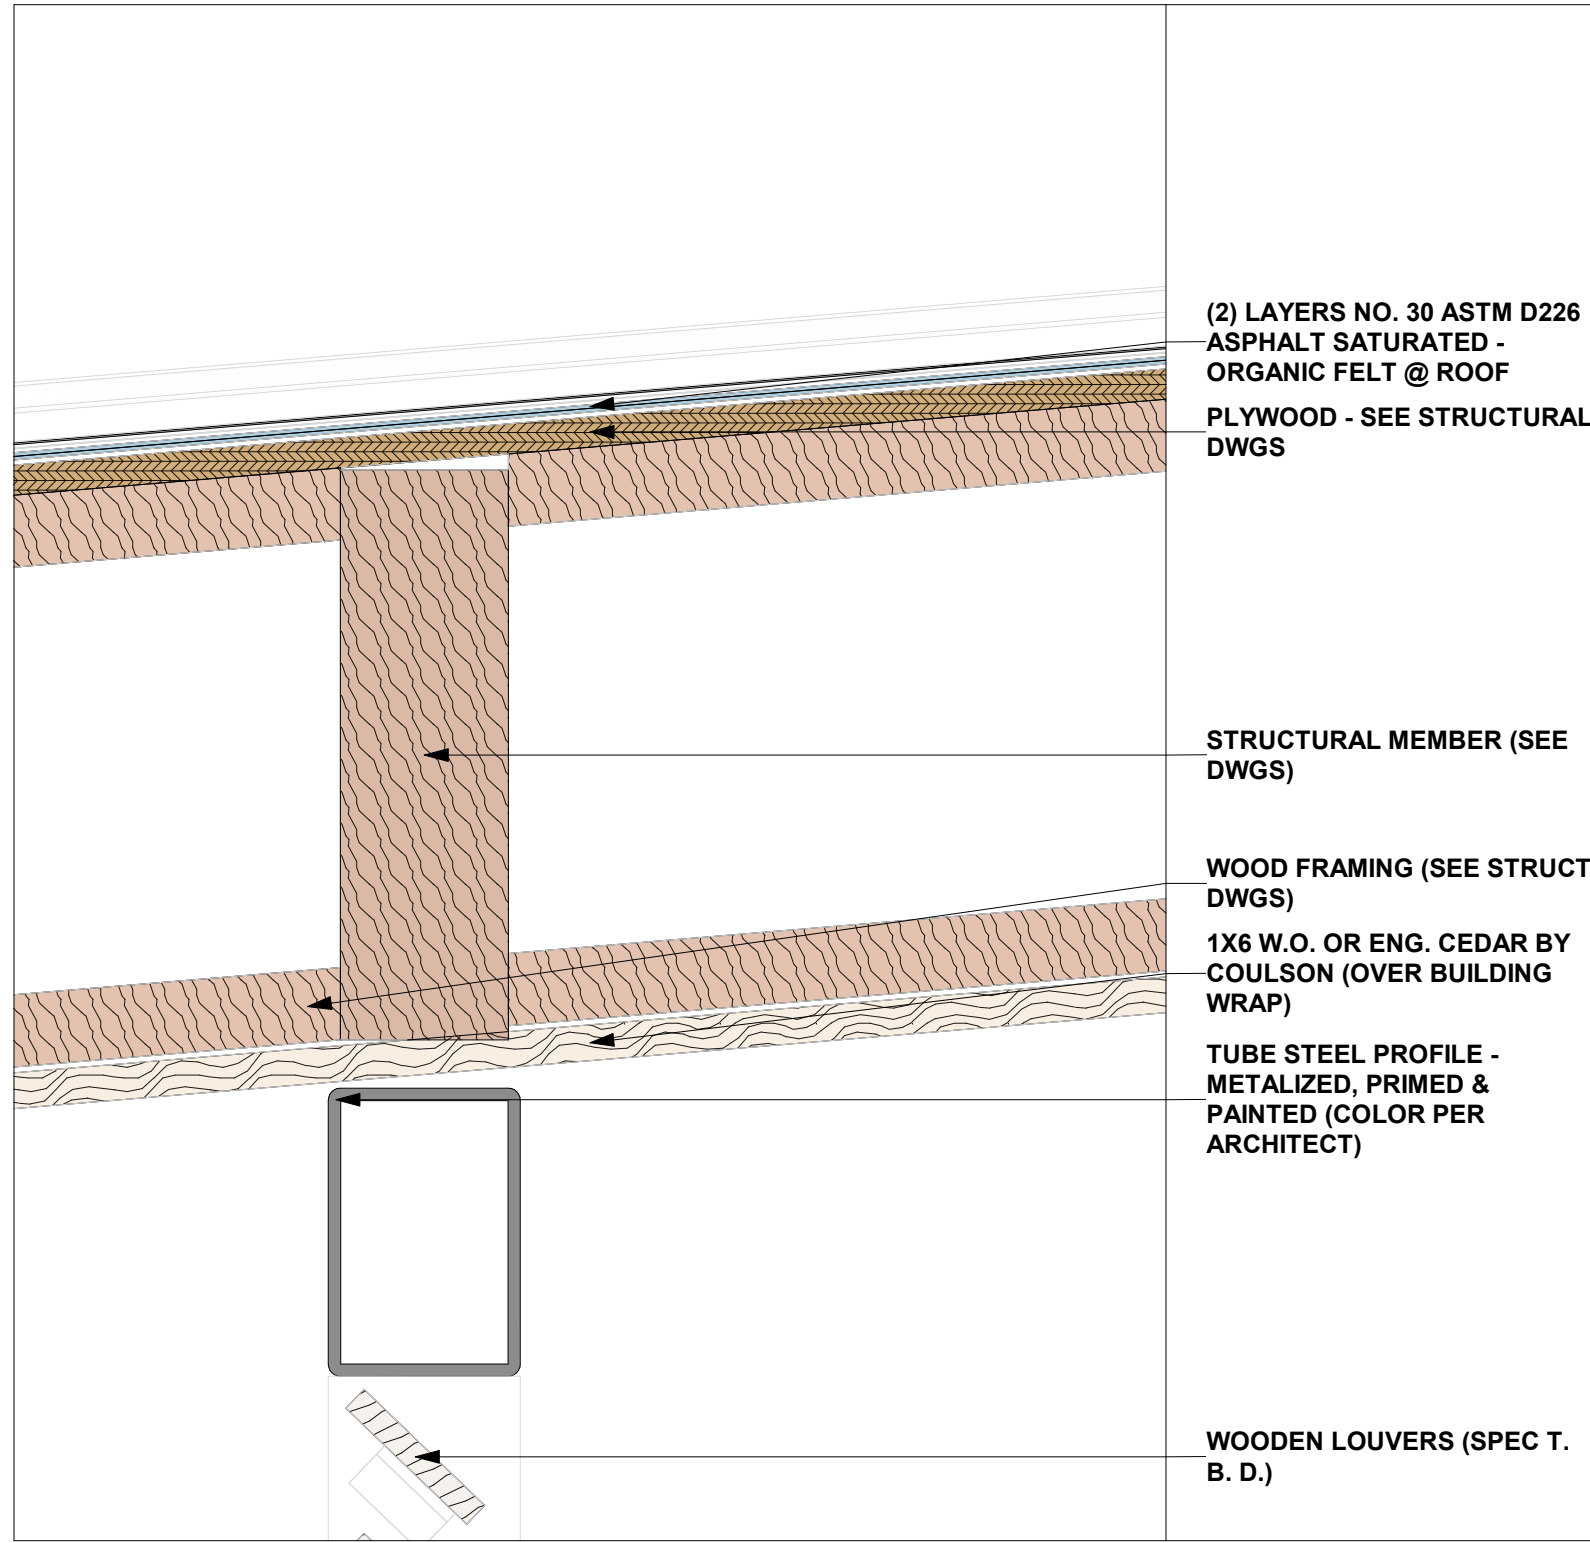 (2) LAYERS NO. 30 ASTM D226
ASPHALT SATURATED -
ORGANIC FELT @ ROOF
PLYWOOD - SEE STRUCTURAL
DWGS
STRUCTURAL MEMBER (SEE
DWGS)
WOOD FRAMING (SEE STRUCT
DWGS)
1X6 W.O. OR ENG. CEDAR BY
COULSON (OVER BUILDING
WRAP)
TUBE STEEL PROFILE -
METALIZED, PRIMED &
PAINTED (COLOR PER
ARCHITECT)
WOODEN LOUVERS (SPEC T.
B. D.)